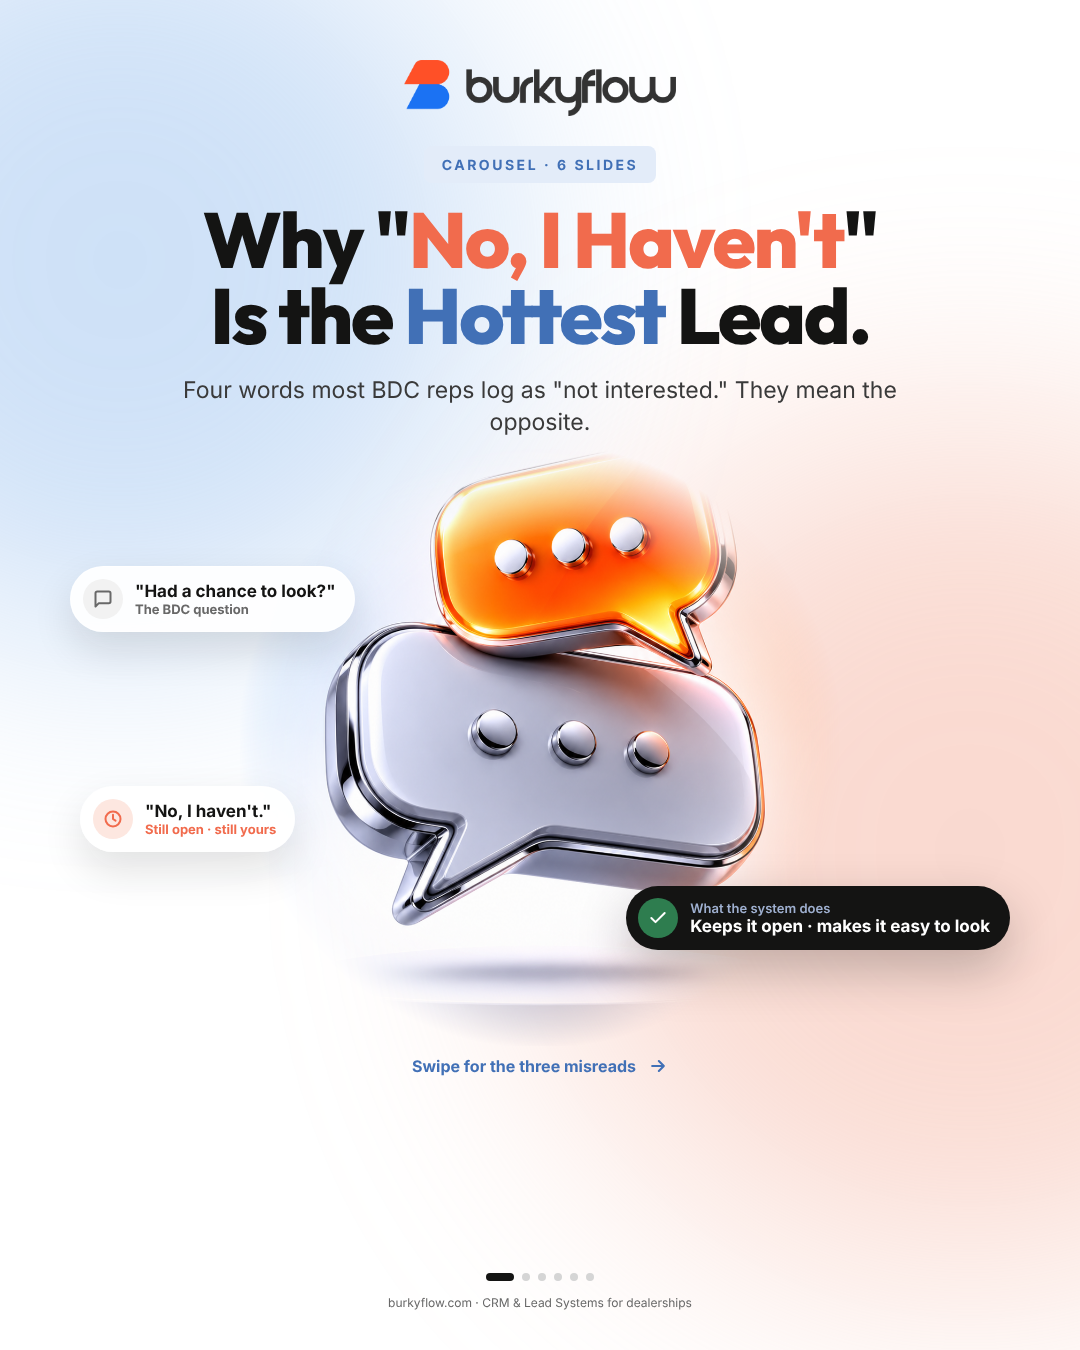 burkyflow
CAROUSEL · 6 SLIDES
Why "No, I Haven't"
Is the Hottest Lead.
Four words most BDC reps log as "not interested." They mean the
opposite.
"Had a chance to look?"
The BDC question
"No, I haven't."
Still open · still yours
What the system does
Keeps it open · makes it easy to look
Swipe for the three misreads →
burkyflow.com · CRM & Lead Systems for dealerships